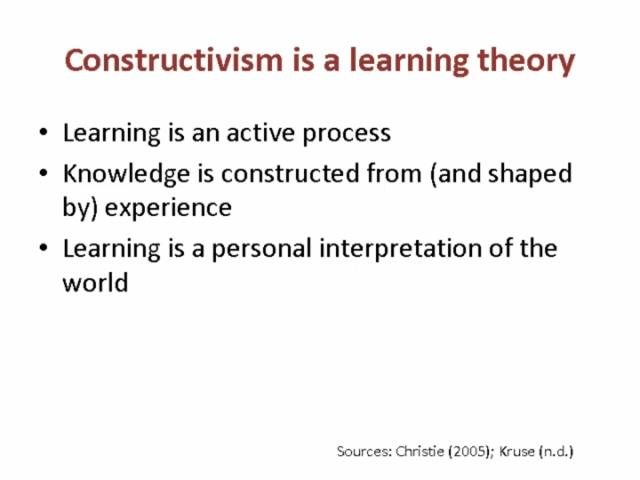 Constructivism is a learning theory
• Learning is an active process
• Knowledge is constructed from (and shaped
by) experience
• Learning is a personal interpretation of the
world
Sources: Christie (2005); Kruse (n.d.)